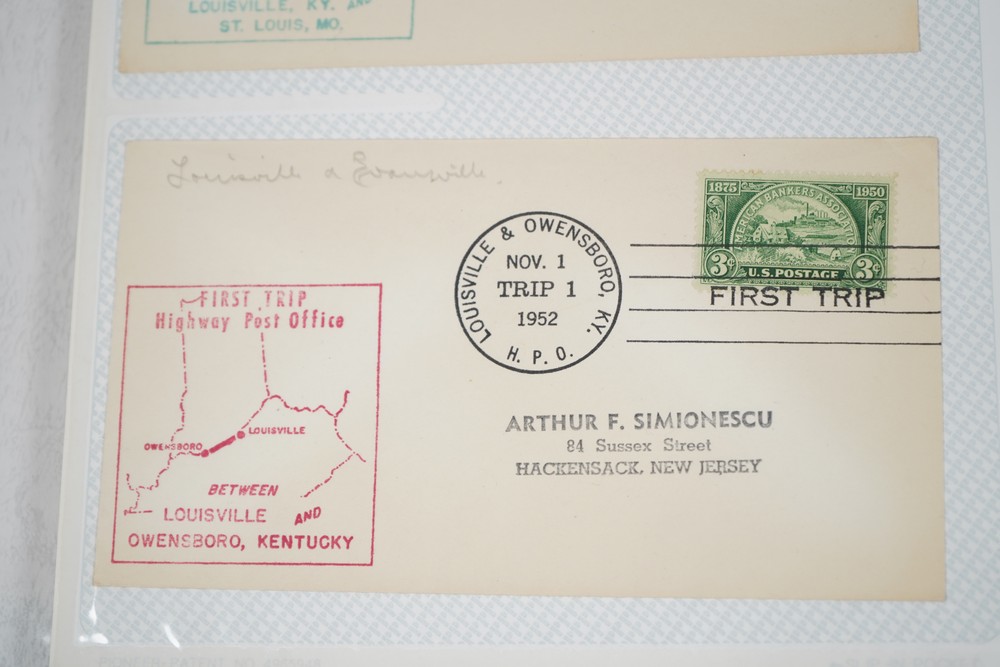 LOUISVILLE, KY. AND
ST. LOUIS, MO.
Louisville & Evansville.
1875 1950
AMERICAN BANKERS ASSOCIATION
3¢ 3¢
U.S. POSTAGE
LOUISVILLE & OWENSBORO, KY.
NOV. 1
TRIP 1
1952
H. P. O.
FIRST TRIP
FIRST TRIP
Highway Post Office
LOUISVILLE
OWENSBORO
BETWEEN
LOUISVILLE AND
OWENSBORO, KENTUCKY
ARTHUR F. SIMIONESCU
84 Sussex Street
HACKENSACK, NEW JERSEY